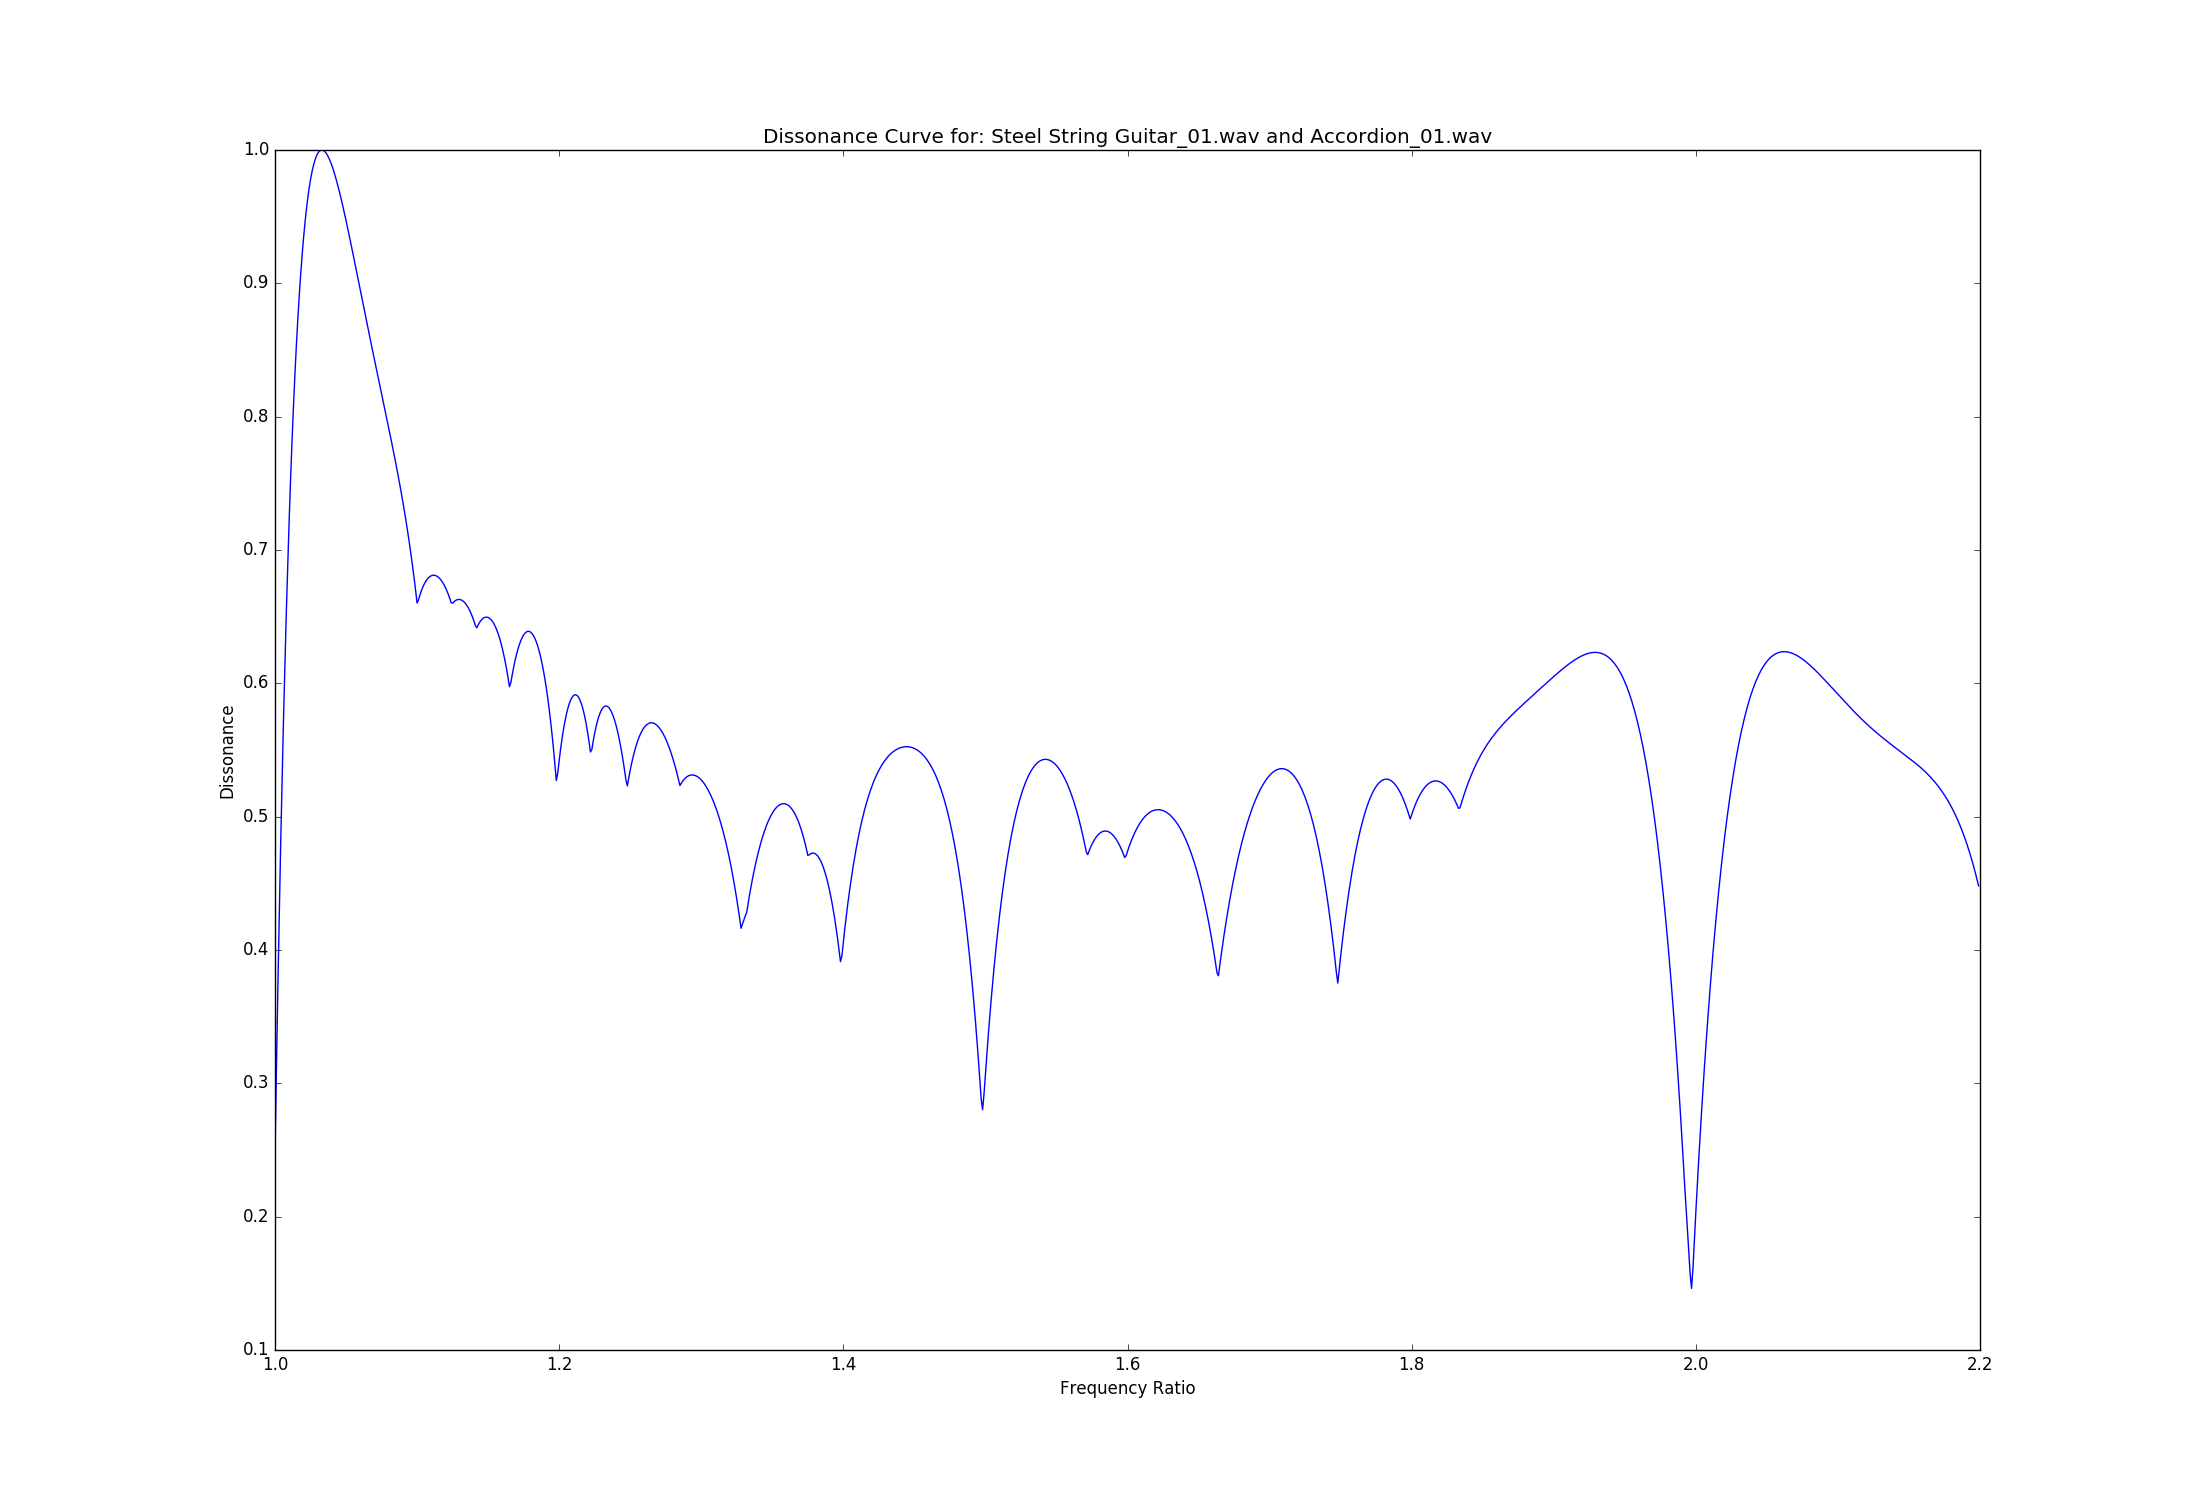 Dissonance Curve for: Steel String Guitar_01.wav and Accordion_01.wav
1.0
0.9
0.8
0.7
0.6
0.5
0.4
0.3
0.2
0.1
Dissonance
1.0 1.2 1.4 1.6 1.8 2.0 2.2
Frequency Ratio